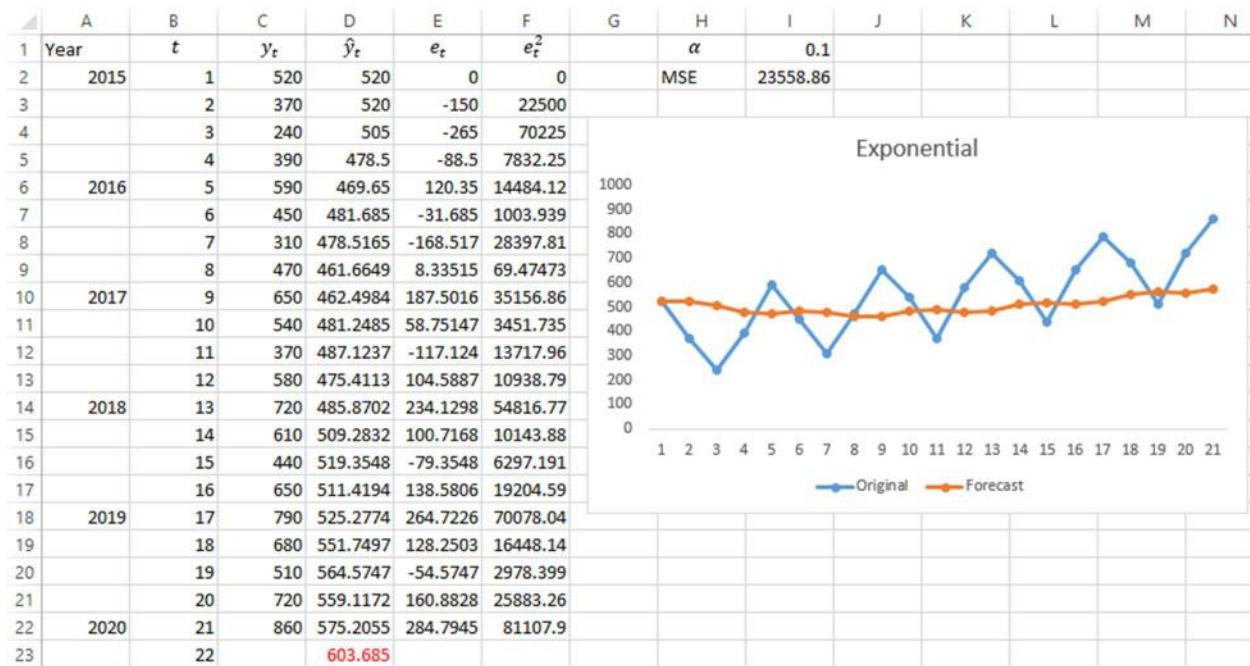 A B C D E F G H I J K L M N
1 Year t y_t ŷ_t e_t e_t^2 α 0.1
2 2015 1 520 520 0 0 MSE 23558.86
3 2 370 520 -150 22500
4 3 240 505 -265 70225
5 4 390 478.5 -88.5 7832.25
6 2016 5 590 469.65 120.35 14484.12
7 6 450 481.685 -31.685 1003.939
8 7 310 478.5165 -168.517 28397.81
9 8 470 461.6649 8.33515 69.47473
10 2017 9 650 462.4984 187.5016 35156.86
11 10 540 481.2485 58.75147 3451.735
12 11 370 487.1237 -117.124 13717.96
13 12 580 475.4113 104.5887 10938.79
14 2018 13 720 485.8702 234.1298 54816.77
15 14 610 509.2832 100.7168 10143.88
16 15 440 519.3548 -79.3548 6297.191
17 16 650 511.4194 138.5806 19204.59
18 2019 17 790 525.2774 264.7226 70078.04
19 18 680 551.7497 128.2503 16448.14
20 19 510 564.5747 -54.5747 2978.399
21 20 720 559.1172 160.8828 25883.26
22 2020 21 860 575.2055 284.7945 81107.9
23 22 603.685
Exponential
1000
900
800
700
600
500
400
300
200
100
0
1 2 3 4 5 6 7 8 9 10 11 12 13 14 15 16 17 18 19 20 21
Original Forecast